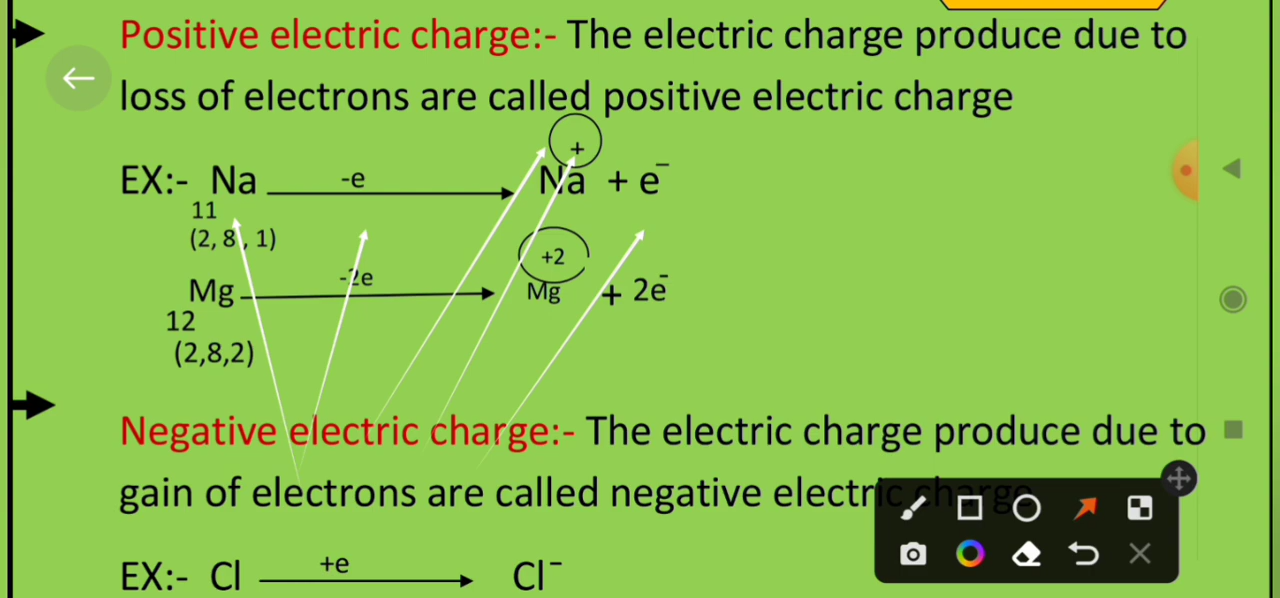 Positive electric charge:- The electric charge produce due to
loss of electrons are called positive electric charge
EX:- Na -e Na⁺ + e⁻
11
(2, 8, 1)
Mg -2e Mg⁺² + 2e⁻
12
(2,8,2)
Negative electric charge:- The electric charge produce due to
gain of electrons are called negative electric charge
EX:- Cl +e Cl⁻